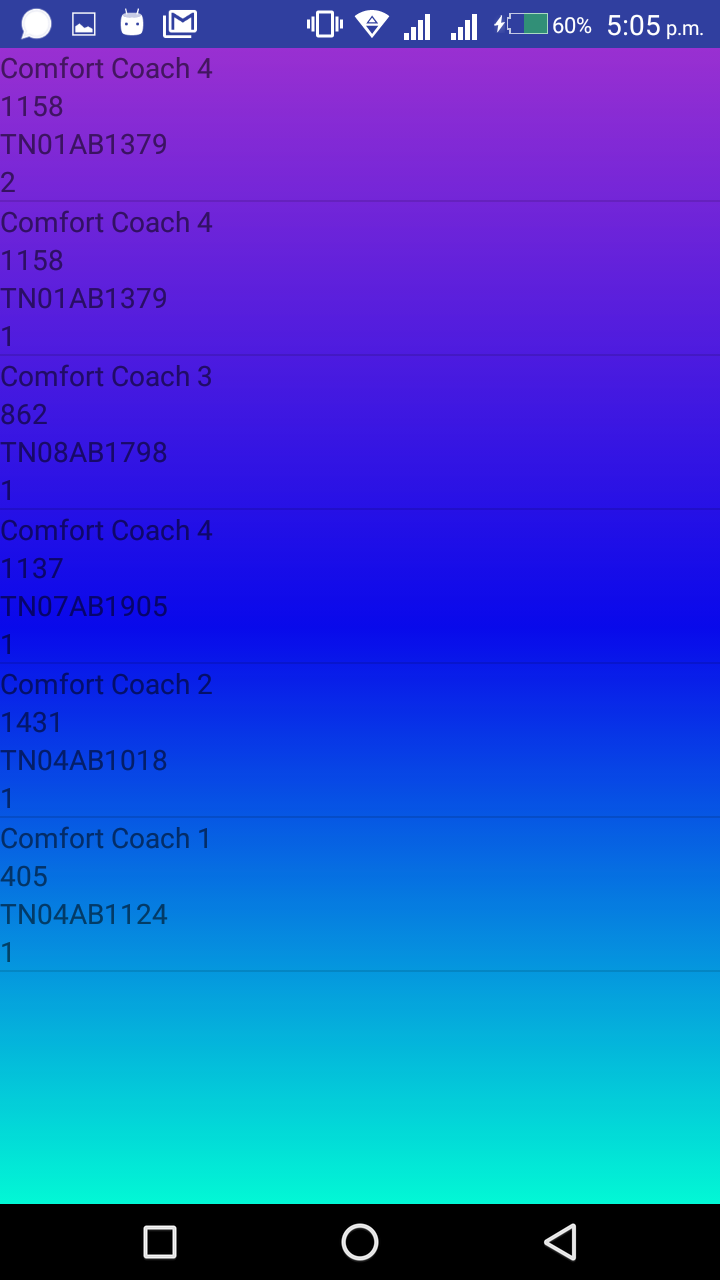 60% 5:05 p.m.
Comfort Coach 4
1158
TN01AB1379
2
Comfort Coach 4
1158
TN01AB1379
1
Comfort Coach 3
862
TN08AB1798
1
Comfort Coach 4
1137
TN07AB1905
1
Comfort Coach 2
1431
TN04AB1018
1
Comfort Coach 1
405
TN04AB1124
1